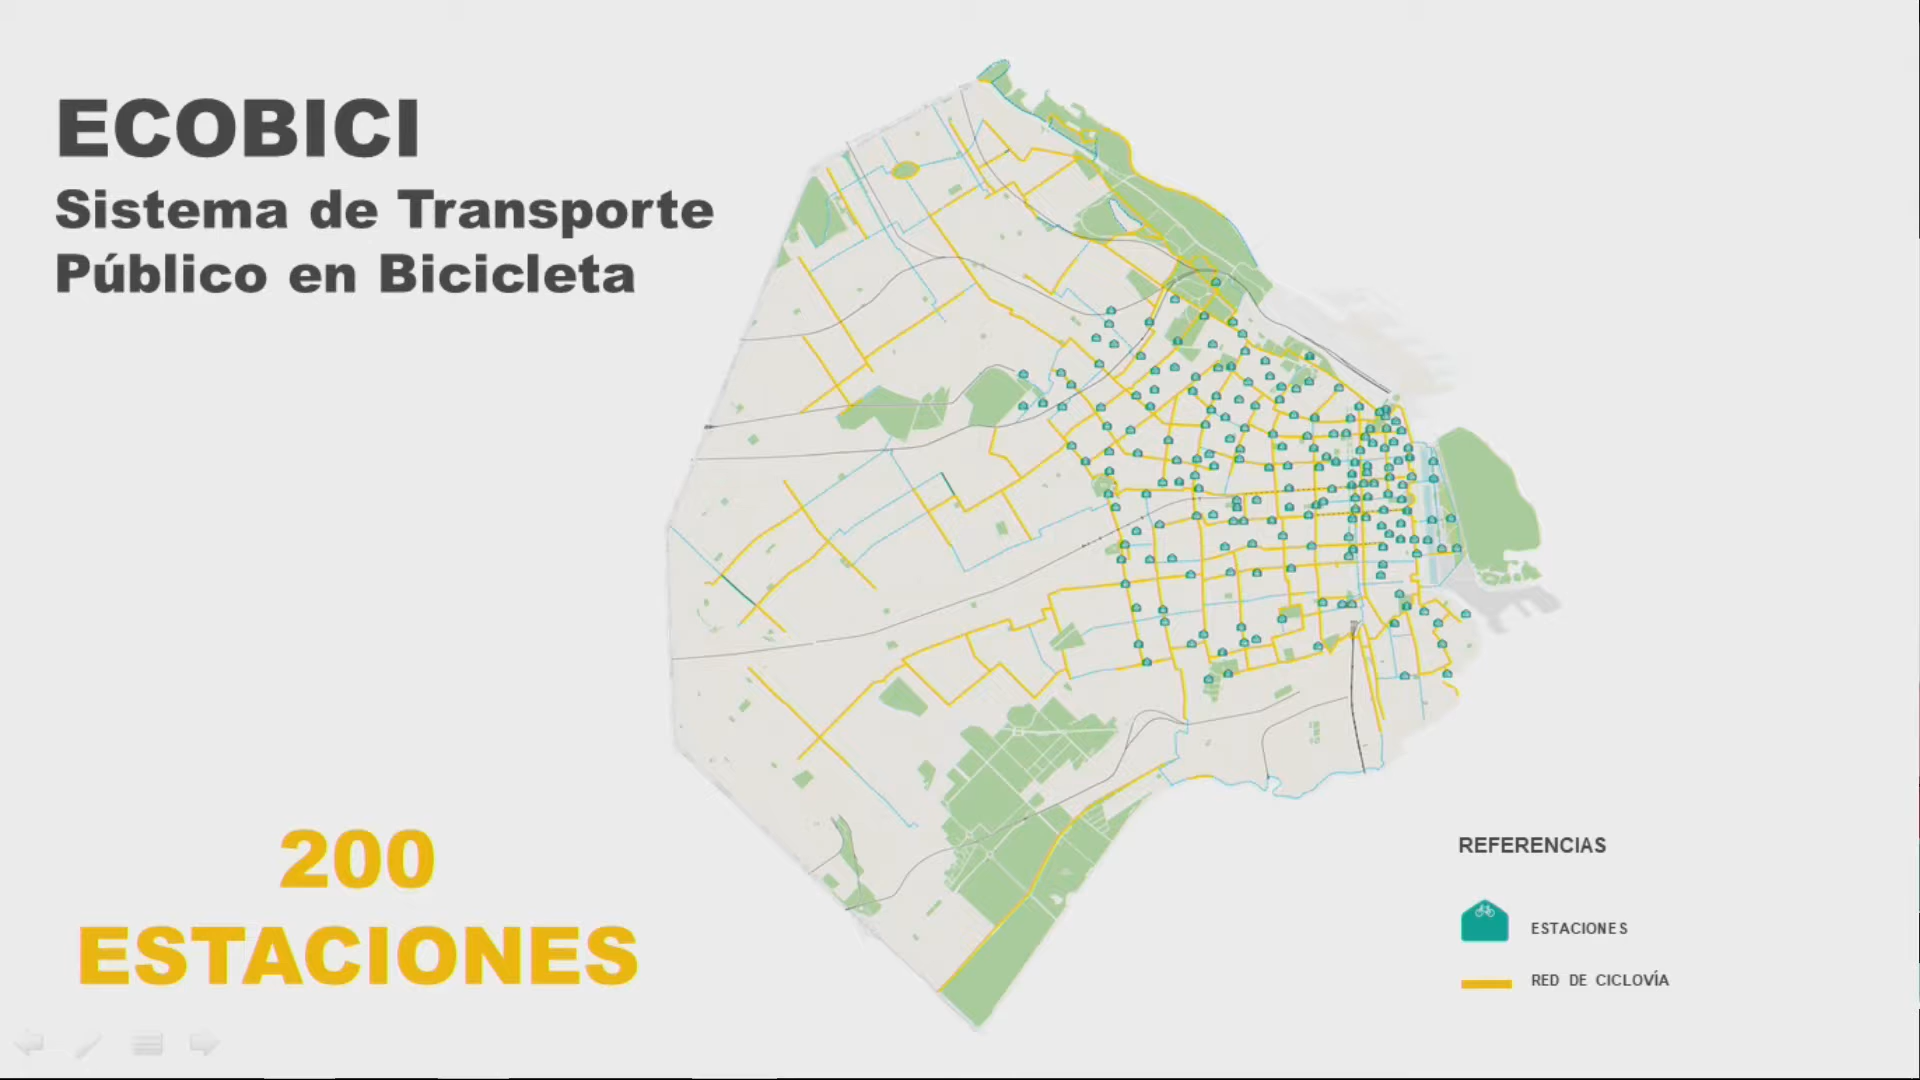 ECOBICI
Sistema de Transporte
Público en Bicicleta
200
ESTACIONES
REFERENCIAS
ESTACIONES
RED DE CICLOVÍA